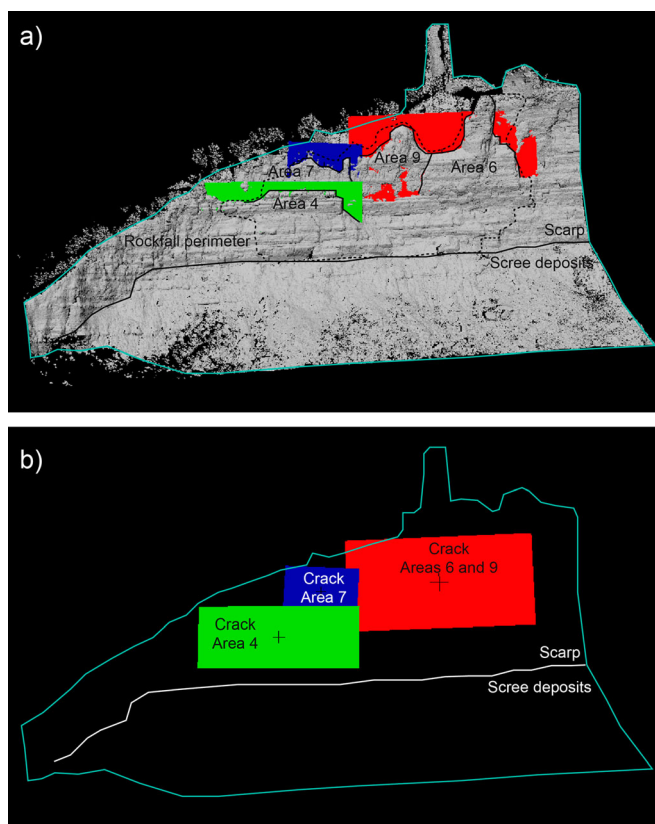 a)
Area 9
Area 7
Area 6
Area 4
Rockfall perimeter
Scarp
Scree deposits
b)
Crack
Areas 6 and 9
Crack
Area 7
Crack
Area 4
Scarp
Scree deposits